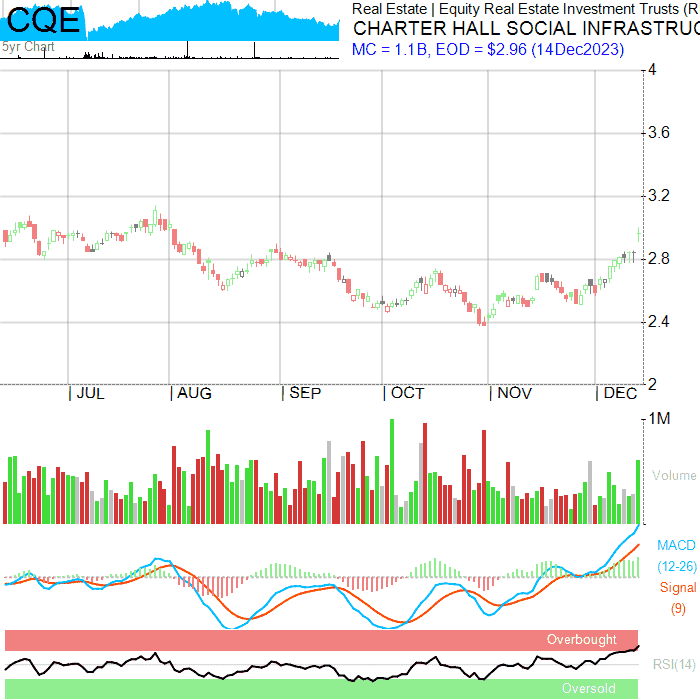 CQE
5yr Chart
Real Estate | Equity Real Estate Investment Trusts (R
CHARTER HALL SOCIAL INFRASTRUC
MC = 1.1B, EOD = $2.96 (14Dec2023)
4
3.6
3.2
2.8
2.4
2
JUL AUG SEP OCT NOV DEC
1M
Volume
MACD
(12-26)
Signal
(9)
Overbought
RSI(14)
Oversold